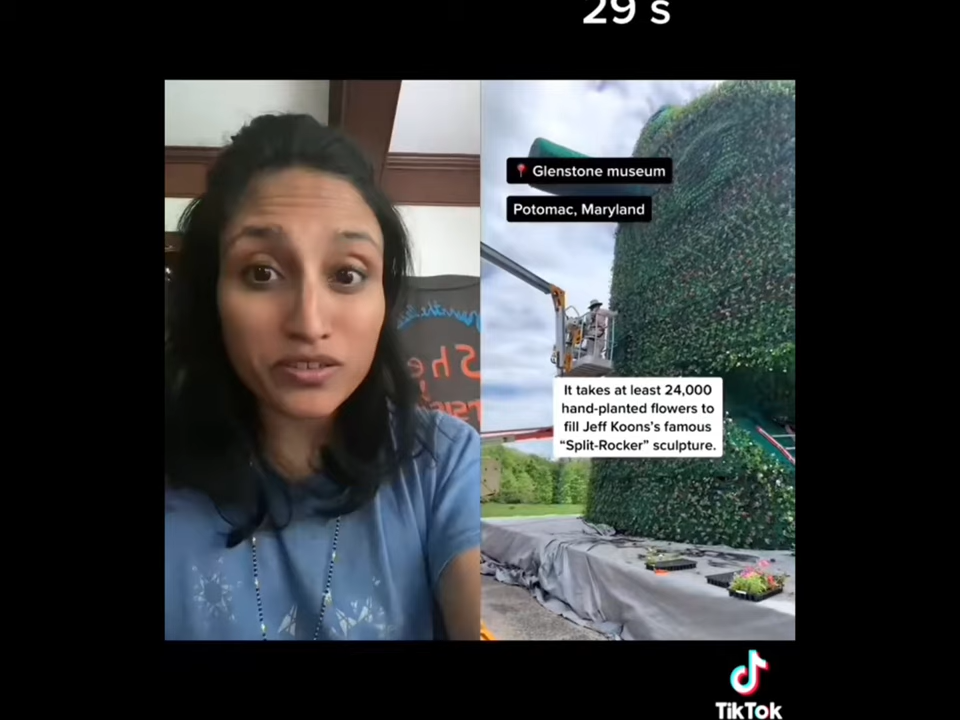 29 s
Glenstone museum
Potomac, Maryland
She
It takes at least 24,000
hand-planted flowers to
fill Jeff Koons's famous
"Split-Rocker" sculpture.
TikTok